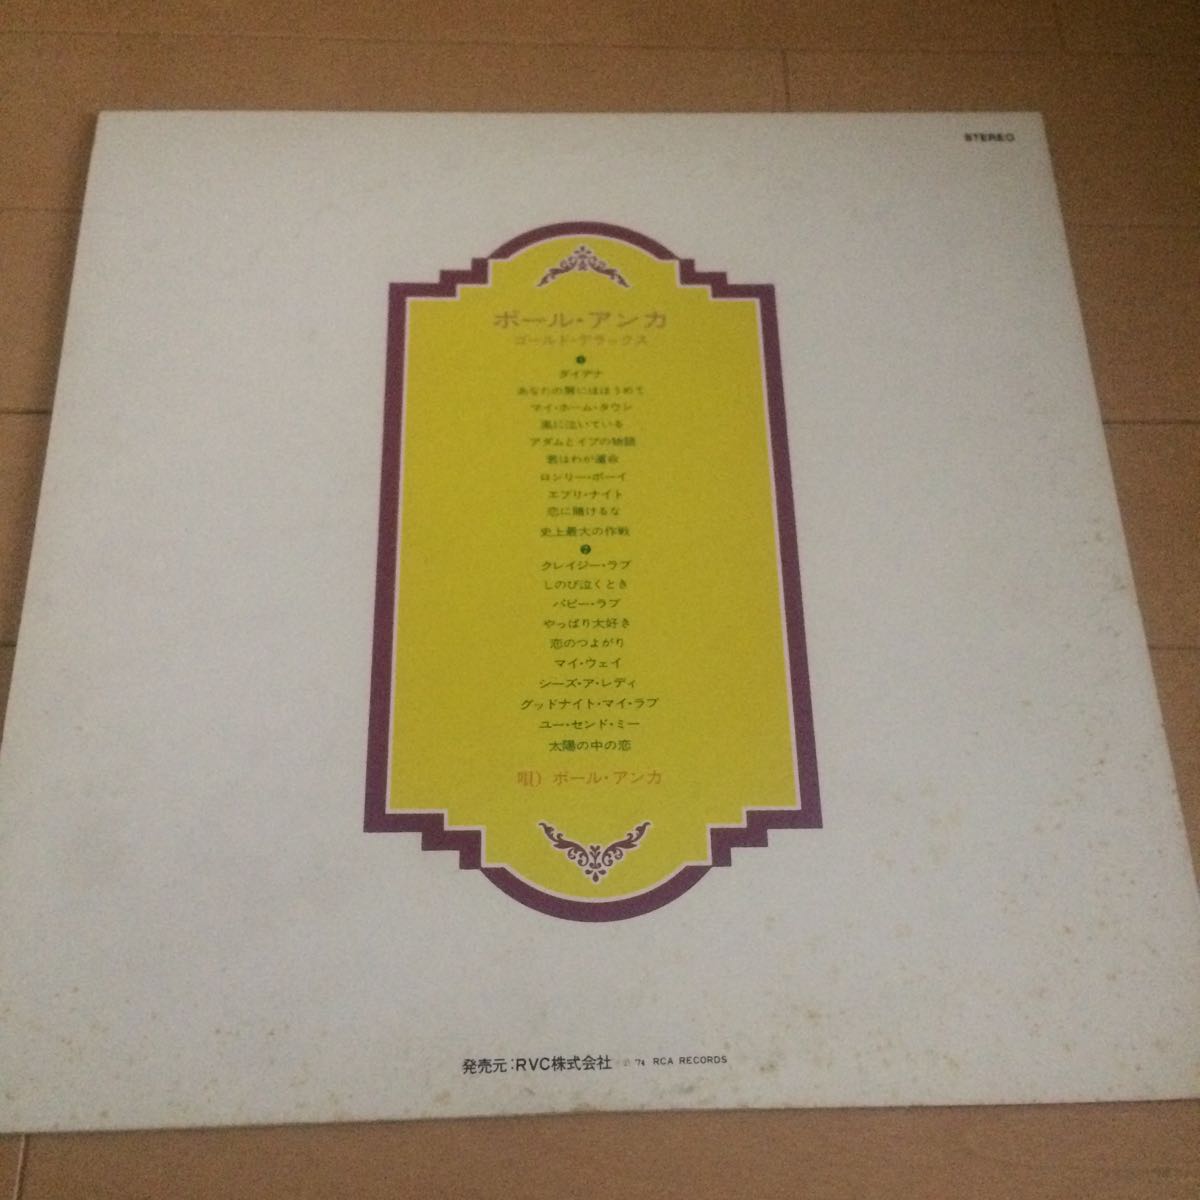 STEREO
ポール・アンカ
ゴールド・デラックス
❶
ダイアナ
あなたの肩にほほうめて
マイ・ホーム・タウン
風に泣いている
アダムとイブの物語
君はわが運命
ロンリー・ボーイ
エブリ・ナイト
恋に賭けるな
史上最大の作戦
❷
クレイジー・ラブ
しのび泣くとき
パピー・ラブ
やっぱり大好き
恋のつよがり
マイ・ウェイ
シーズ・ア・レディ
グッドナイト・マイ・ラブ
ユー・センド・ミー
太陽の中の恋
唄) ポール・アンカ
発売元:RVC株式会社 ℗ '74 RCA RECORDS